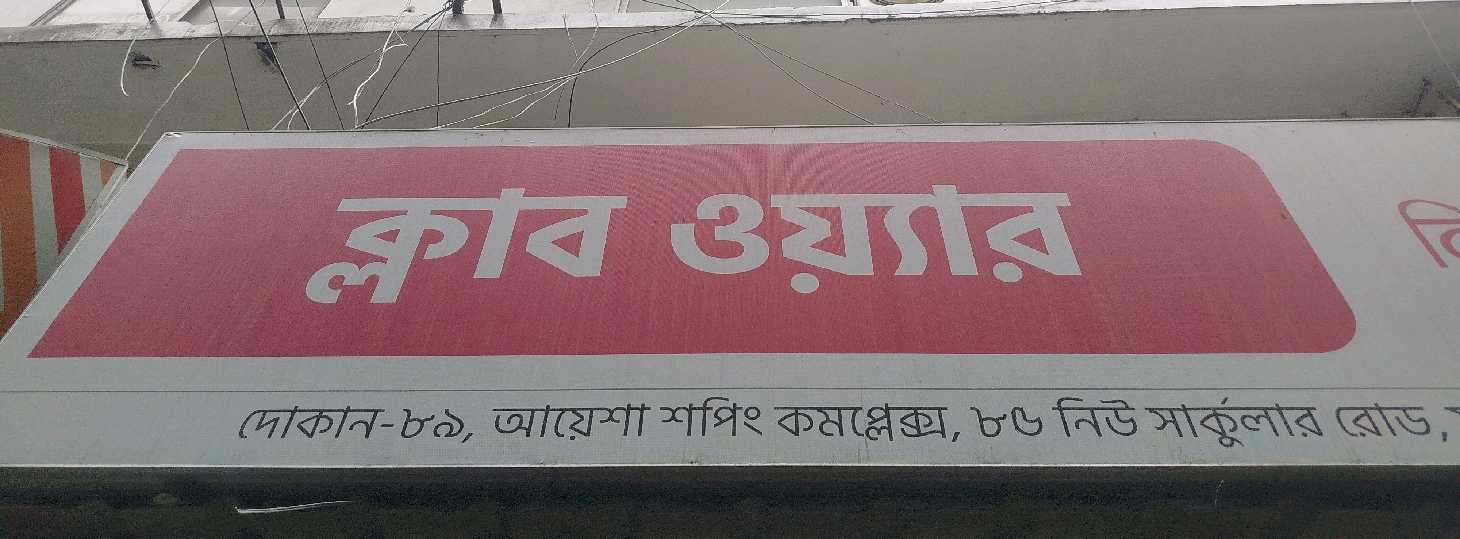 ক্লাব ওয়্যার
দোকান-৮৯, আয়েশা শপিং কমপ্লেক্স, ৮৬ নিউ সার্কুলার রোড,